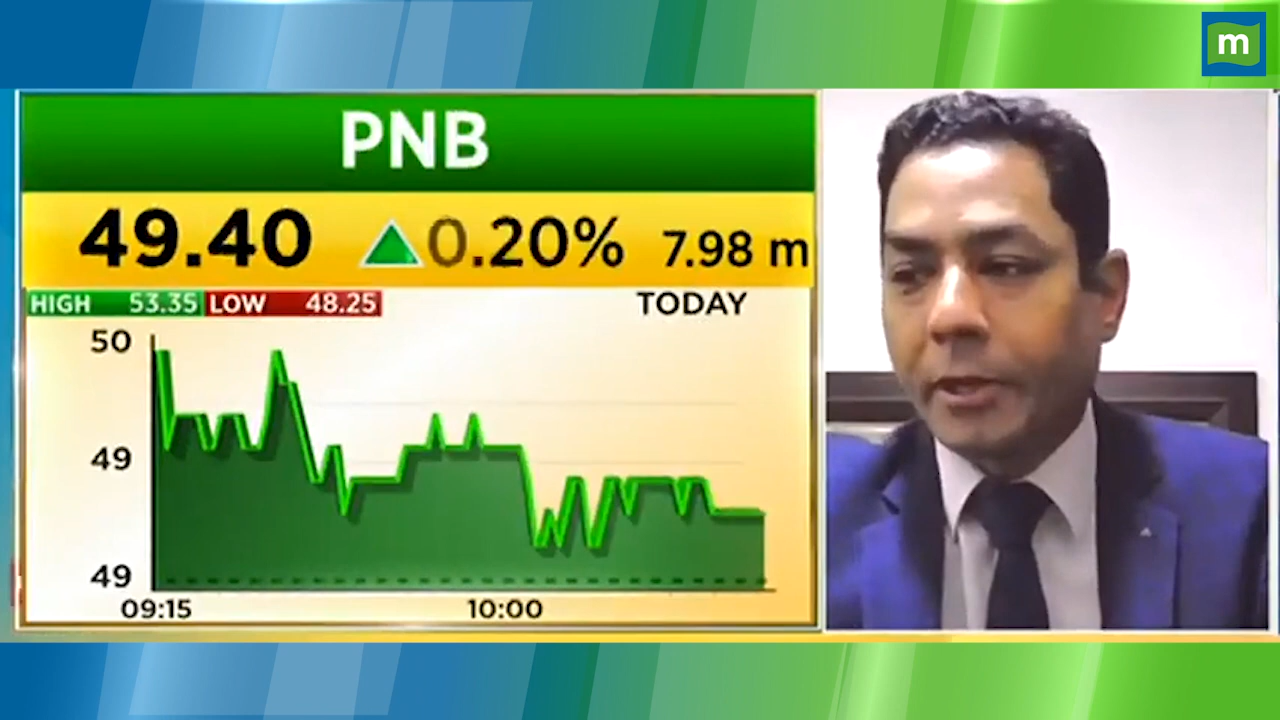 m
PNB
49.40 ▲ 0.20% 7.98 m
HIGH 53.35 LOW 48.25 TODAY
50
49
49
09:15 10:00